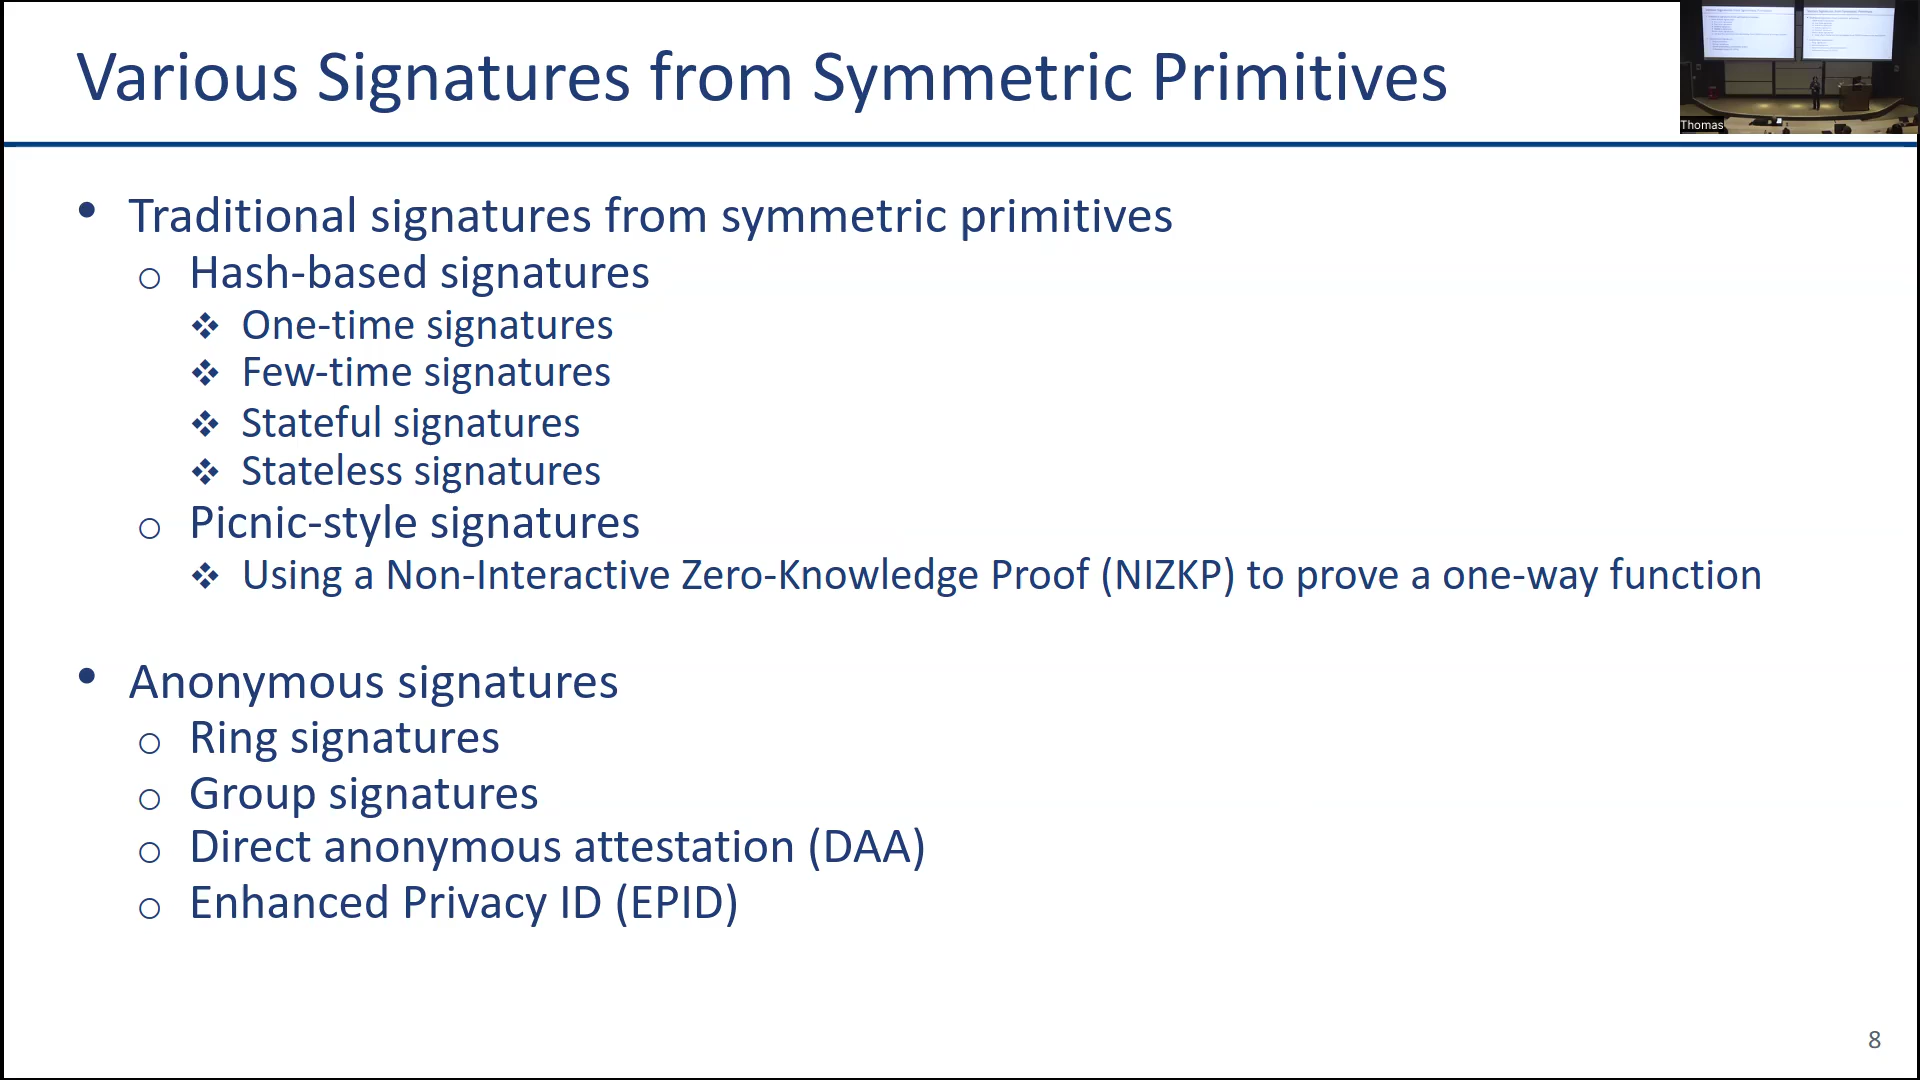 Various Signatures from Symmetric Primitives
Thomas
• Traditional signatures from symmetric primitives
○ Hash-based signatures
❖ One-time signatures
❖ Few-time signatures
❖ Stateful signatures
❖ Stateless signatures
○ Picnic-style signatures
❖ Using a Non-Interactive Zero-Knowledge Proof (NIZKP) to prove a one-way function
• Anonymous signatures
○ Ring signatures
○ Group signatures
○ Direct anonymous attestation (DAA)
○ Enhanced Privacy ID (EPID)
8